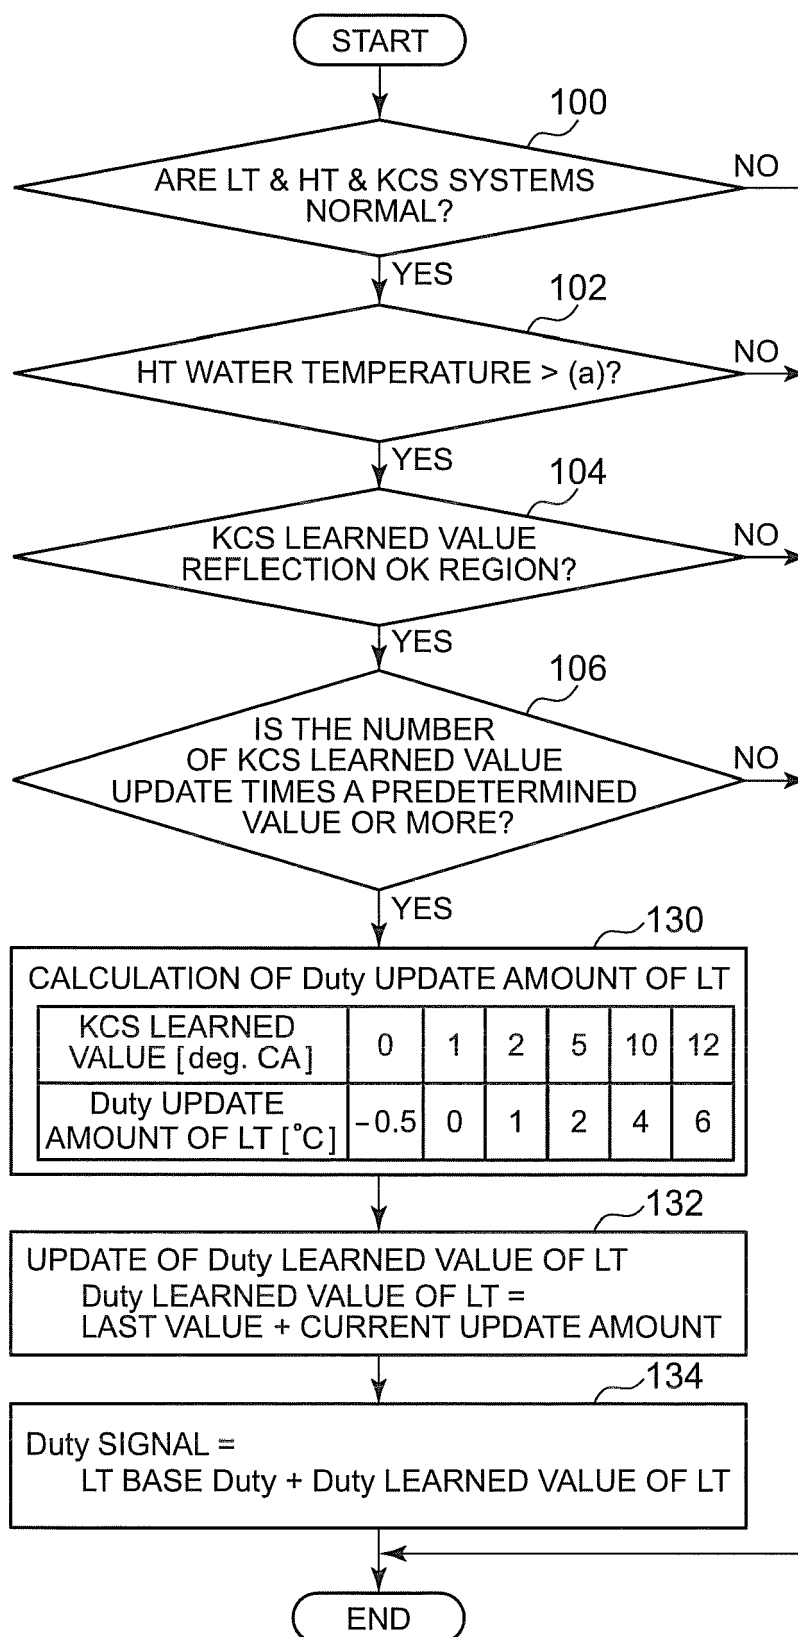 START
100
ARE LT & HT & KCS SYSTEMS
NORMAL?
NO
YES
102
HT WATER TEMPERATURE > (a)?
NO
YES
104
KCS LEARNED VALUE
REFLECTION OK REGION?
NO
YES
106
IS THE NUMBER
OF KCS LEARNED VALUE
UPDATE TIMES A PREDETERMINED
VALUE OR MORE?
NO
YES
130
CALCULATION OF Duty UPDATE AMOUNT OF LT
KCS LEARNED
VALUE [deg. CA] 0 1 2 5 10 12
Duty UPDATE
AMOUNT OF LT [°C] -0.5 0 1 2 4 6
132
UPDATE OF Duty LEARNED VALUE OF LT
Duty LEARNED VALUE OF LT =
LAST VALUE + CURRENT UPDATE AMOUNT
134
Duty SIGNAL =
LT BASE Duty + Duty LEARNED VALUE OF LT
END